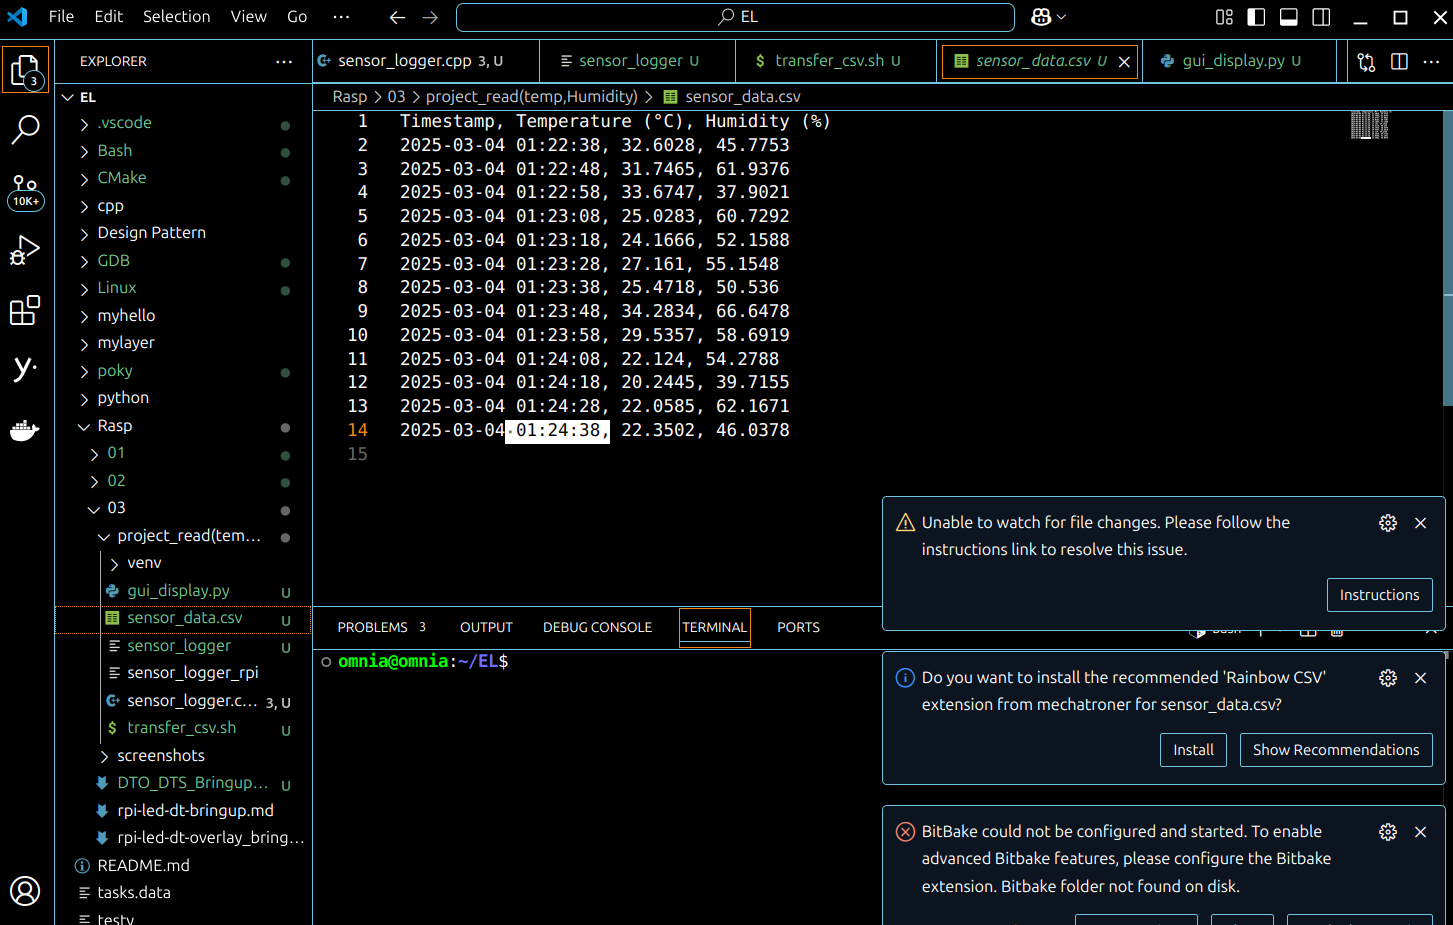 File Edit Selection View Go ··· EL
EXPLORER ···
sensor_logger.cpp 3, U
sensor_logger U
$ transfer_csv.sh U
sensor_data.csv U
gui_display.py U
···
Rasp > 03 > project_read(temp,Humidity) > sensor_data.csv
3
10K+
EL
.vscode
Bash
CMake
cpp
Design Pattern
GDB
Linux
myhello
mylayer
poky
python
Rasp
01
02
03
project_read(tem...
venv
gui_display.py U
sensor_data.csv U
sensor_logger U
sensor_logger_rpi
sensor_logger.c... 3, U
$ transfer_csv.sh U
screenshots
DTO_DTS_Bringup... U
rpi-led-dt-bringup.md
rpi-led-dt-overlay_bring...
README.md
tasks.data
testy
1 Timestamp, Temperature (°C), Humidity (%)
2 2025-03-04 01:22:38, 32.6028, 45.7753
3 2025-03-04 01:22:48, 31.7465, 61.9376
4 2025-03-04 01:22:58, 33.6747, 37.9021
5 2025-03-04 01:23:08, 25.0283, 60.7292
6 2025-03-04 01:23:18, 24.1666, 52.1588
7 2025-03-04 01:23:28, 27.161, 55.1548
8 2025-03-04 01:23:38, 25.4718, 50.536
9 2025-03-04 01:23:48, 34.2834, 66.6478
10 2025-03-04 01:23:58, 29.5357, 58.6919
11 2025-03-04 01:24:08, 22.124, 54.2788
12 2025-03-04 01:24:18, 20.2445, 39.7155
13 2025-03-04 01:24:28, 22.0585, 62.1671
14 2025-03-04 01:24:38, 22.3502, 46.0378
15
PROBLEMS 3 OUTPUT DEBUG CONSOLE TERMINAL PORTS
omnia@omnia:~/EL$
Unable to watch for file changes. Please follow the
instructions link to resolve this issue.
Instructions
Do you want to install the recommended 'Rainbow CSV'
extension from mechatroner for sensor_data.csv?
Install Show Recommendations
BitBake could not be configured and started. To enable
advanced Bitbake features, please configure the Bitbake
extension. Bitbake folder not found on disk.